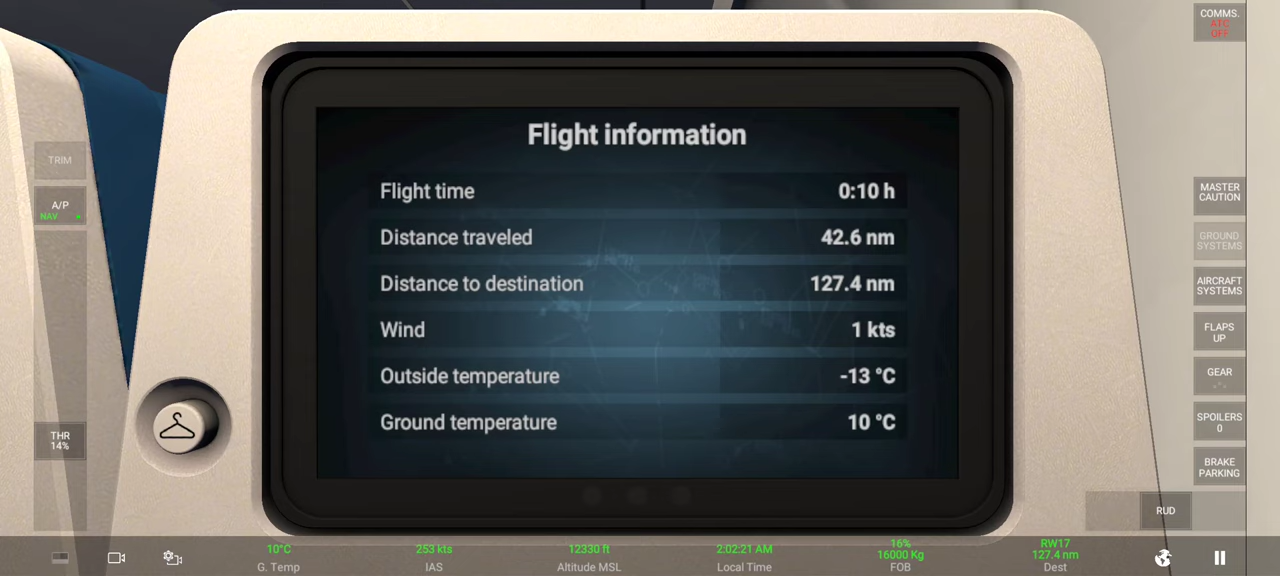 COMMS.
ATC
OFF
Flight information
TRIM
Flight time 0:10 h
A/P
NAV
MASTER
CAUTION
Distance traveled 42.6 nm
GROUND
SYSTEMS
Distance to destination 127.4 nm
AIRCRAFT
SYSTEMS
Wind 1 kts
FLAPS
UP
Outside temperature -13 °C
GEAR
Ground temperature 10 °C
SPOILERS
0
THR
14%
BRAKE
PARKING
RUD
10°C
G. Temp
253 kts
IAS
12330 ft
Altitude MSL
2:02:21 AM
Local Time
16%
16000 Kg
FOB
RW17
127.4 nm
Dest